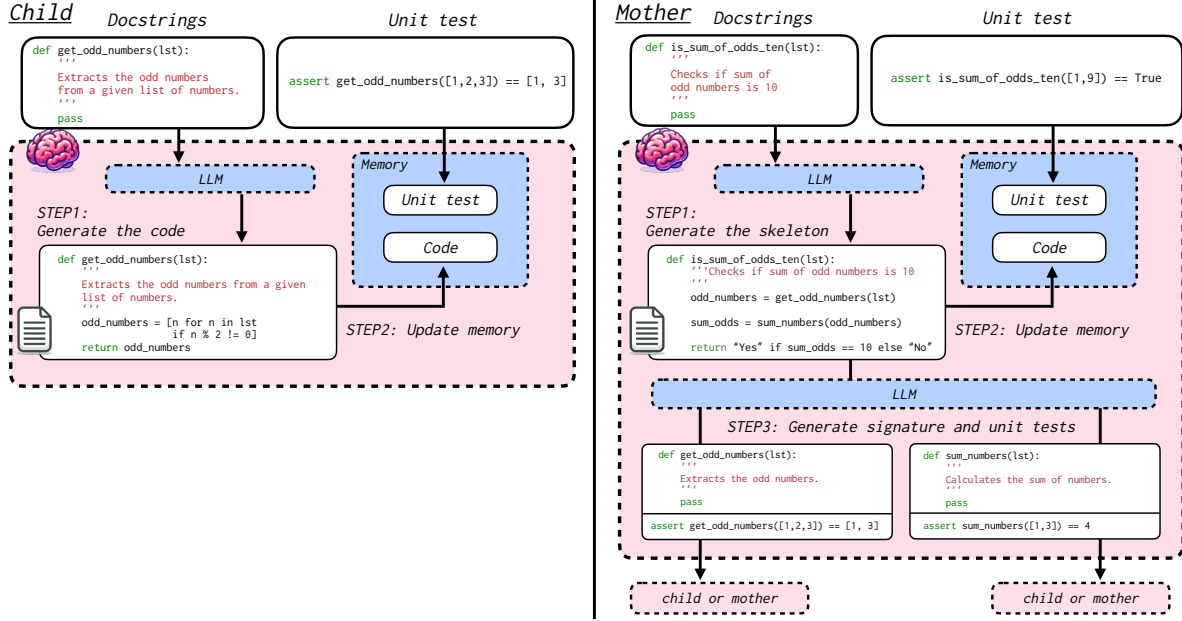 Child
Docstrings
Unit test
def get_odd_numbers(lst):
'''
Extracts the odd numbers
from a given list of numbers.
'''
pass
assert get_odd_numbers([1,2,3]) == [1, 3]
LLM
Memory
Unit test
Code
STEP1:
Generate the code
def get_odd_numbers(lst):
'''
Extracts the odd numbers from a given
list of numbers.
'''
odd_numbers = [n for n in lst
if n % 2 != 0]
return odd_numbers
STEP2: Update memory
Mother
Docstrings
Unit test
def is_sum_of_odds_ten(lst):
'''
Checks if sum of
odd numbers is 10
'''
pass
assert is_sum_of_odds_ten([1,9]) == True
LLM
Memory
Unit test
Code
STEP1:
Generate the skeleton
def is_sum_of_odds_ten(lst):
'''Checks if sum of odd numbers is 10
'''
odd_numbers = get_odd_numbers(lst)
sum_odds = sum_numbers(odd_numbers)
return “Yes” if sum_odds == 10 else “No”
STEP2: Update memory
LLM
STEP3: Generate signature and unit tests
def get_odd_numbers(lst):
'''
Extracts the odd numbers.
'''
pass
assert get_odd_numbers([1,2,3]) == [1, 3]
def sum_numbers(lst):
'''
Calculates the sum of numbers.
'''
pass
assert sum_numbers([1,3]) == 4
child or mother
child or mother